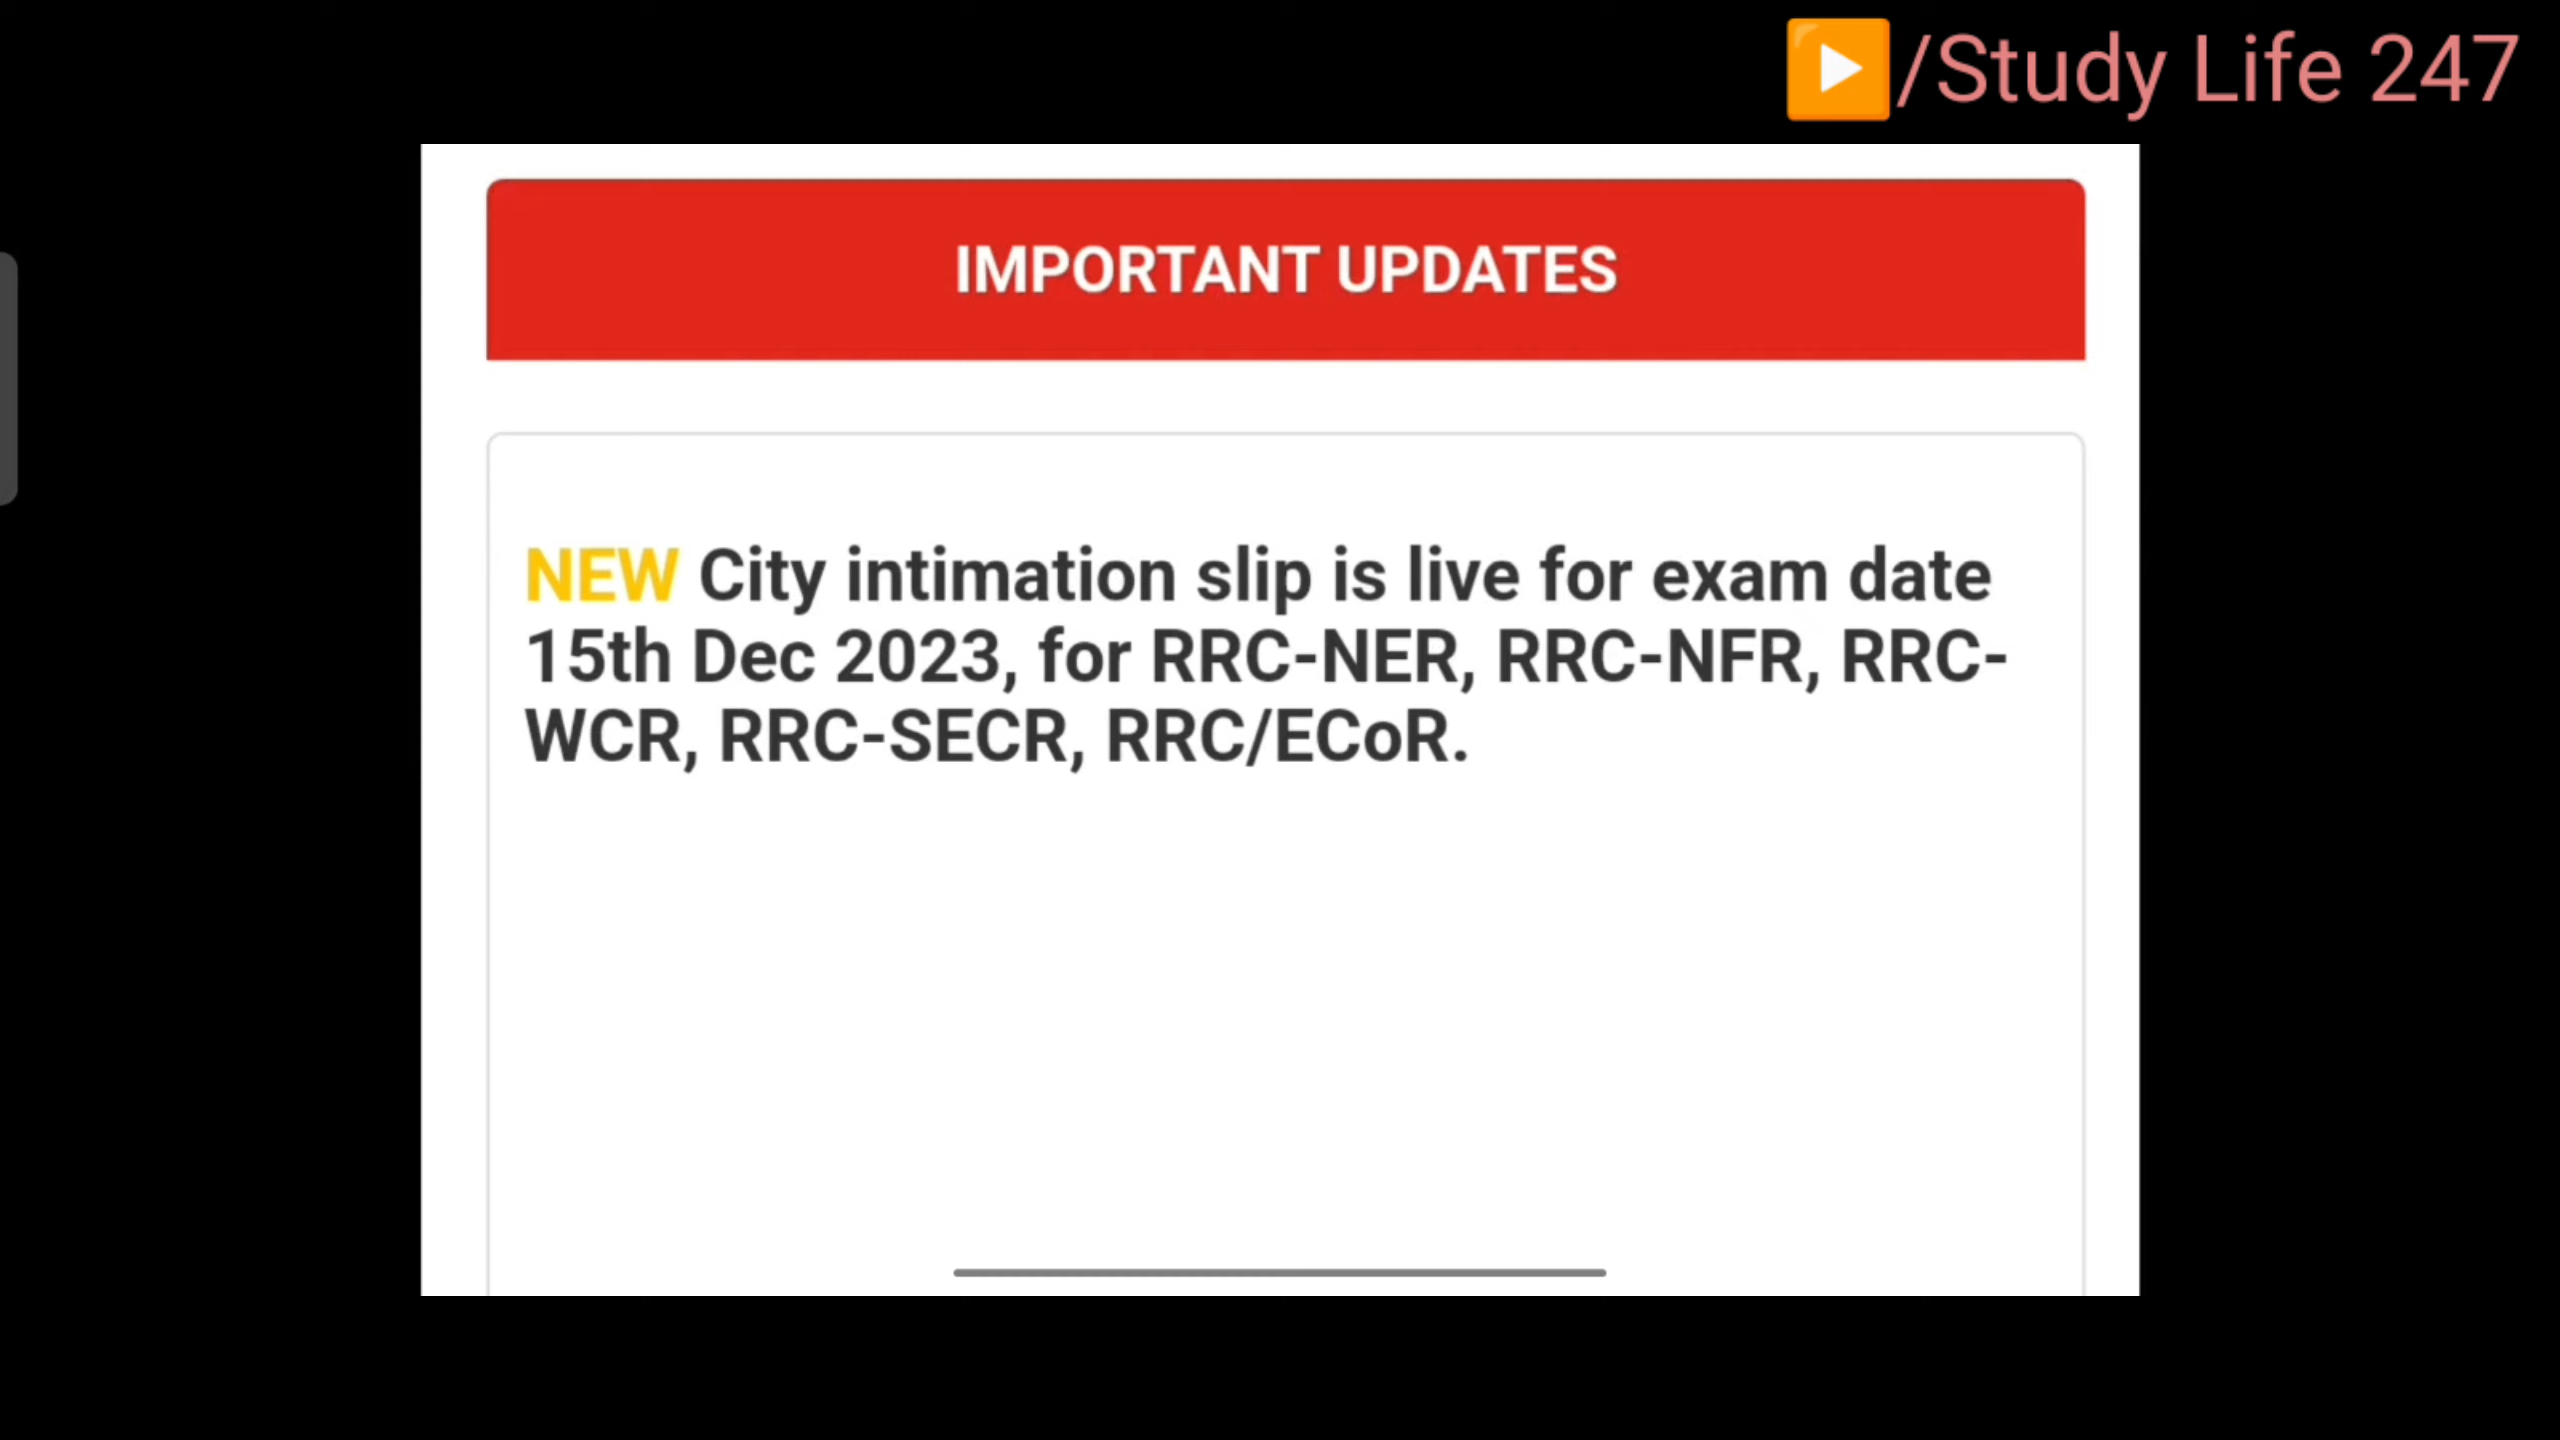 /Study Life 247
IMPORTANT UPDATES
NEW City intimation slip is live for exam date
15th Dec 2023, for RRC-NER, RRC-NFR, RRC-
WCR, RRC-SECR, RRC/ECoR.